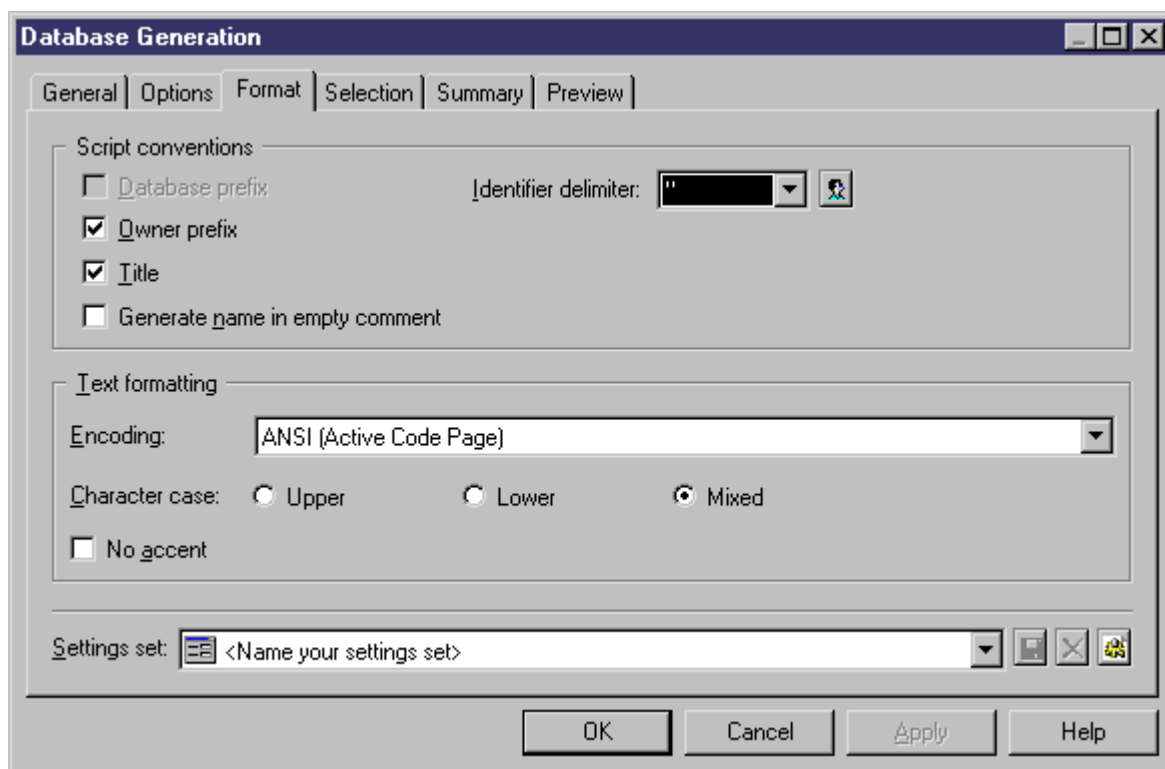 Database Generation
General Options Format Selection Summary Preview
Script conventions
Database prefix Identifier delimiter: "
Owner prefix
Title
Generate name in empty comment
Text formatting
Encoding: ANSI (Active Code Page)
Character case: Upper Lower Mixed
No accent
Settings set: <Name your settings set>
OK Cancel Apply Help